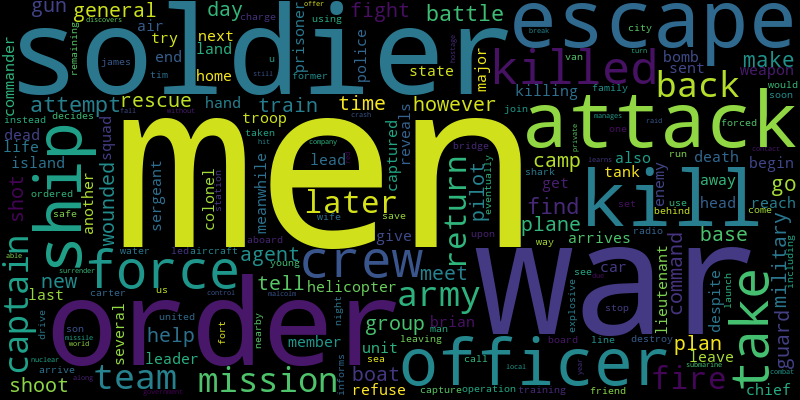 gun general day fight battle
air try next prisoner using police
soldier escape
remaining discovers charge u offer break city turn hostage
commander james land end tim home still former state major van killed bomb make sent weapon
attempt rescue hand train time however back
instead decides troop killing family would soon
dead squad life taken reveals join forced
men attack
island tall without hit company crash bridge one private raid run death begin
ship wounded sergeant colonel station meanwhile lead captured camp also contact
shot another ordered safe later wife save return pilot eventually shark get tank enemy away go
kill manages learns set use head reach behind come
able water aboard give upon find plane way radio
captain force led aircraft agent young crew meet arrives base military guard including
order war
new surrender carter us tell helicopter army see car command lieutenant despite launch
last son missile world united control malcolm night man explosive stop
drive several fort nearby group brian leaving line destroy take
help member unit officer plan
arrive leader sea call board leave submarine combat
nuclear team mission informs boat local fire chief
shoot along refuse capture operation training friend